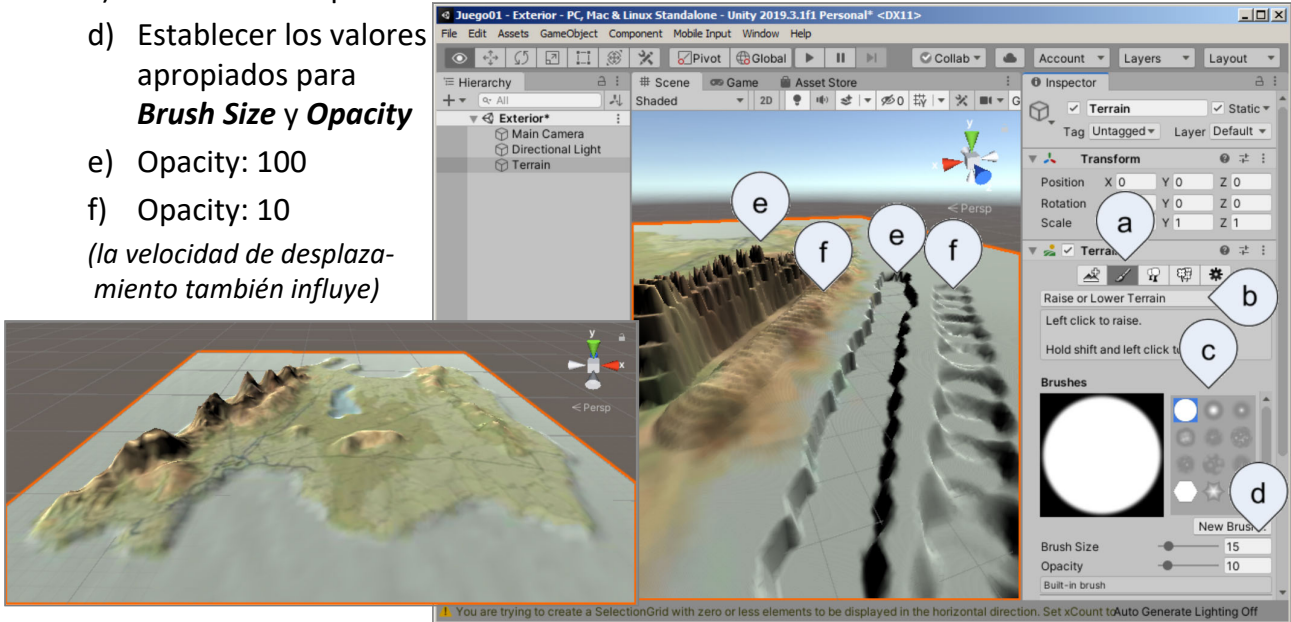 d) Establecer los valores
apropiados para
Brush Size y Opacity
e) Opacity: 100
f) Opacity: 10
(la velocidad de desplaza-
miento también influye)
Juego01 - Exterior - PC, Mac & Linux Standalone - Unity 2019.3.1f1 Personal* <DX11>
File Edit Assets GameObject Component Mobile Input Window Help
Pivot Global Collab Account Layers Layout
Hierarchy
All
Exterior*
Main Camera
Directional Light
Terrain
Scene Game Asset Store
Shaded 2D 0 G
y
x
Persp
e
f
e
f
Inspector
Terrain Static
Tag Untagged Layer Default
Transform
Position X 0 Y 0 Z 0
Rotation Y 0 Z 0
Scale Y 1 Z 1
a
Terrain
Raise or Lower Terrain
b
Left click to raise.
Hold shift and left click
c
Brushes
d
New Brus
Brush Size 15
Opacity 10
Built-in brush
y
x
Persp
You are trying to create a SelectionGrid with zero or less elements to be displayed in the horizontal direction. Set xCount to
Auto Generate Lighting Off